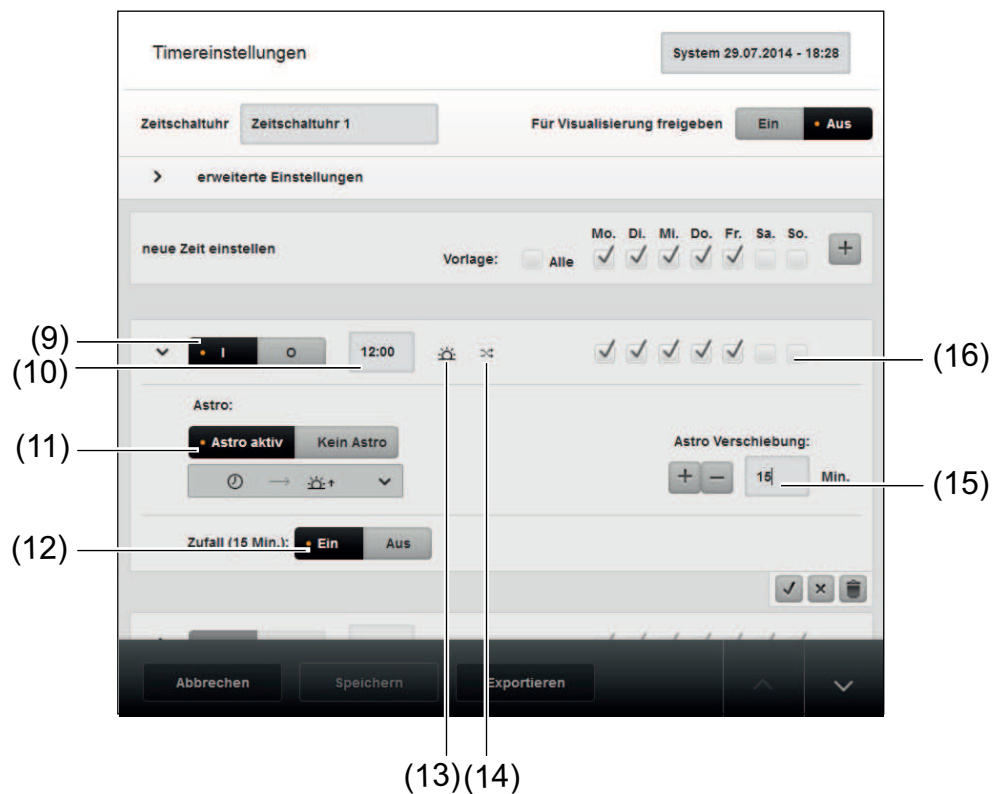 Timereinstellungen System 29.07.2014 - 18:28
Zeitschaltuhr Zeitschaltuhr 1 Für Visualisierung freigeben Ein Aus
erweiterte Einstellungen
Mo. Di. Mi. Do. Fr. Sa. So.
neue Zeit einstellen Vorlage: Alle +
(9) I O 12:00
(10) (16)
Astro:
(11) Astro aktiv Kein Astro Astro Verschiebung:
+ − 15 Min. (15)
(12) Zufall (15 Min.): Ein Aus
Abbrechen Speichern Exportieren
(13) (14)